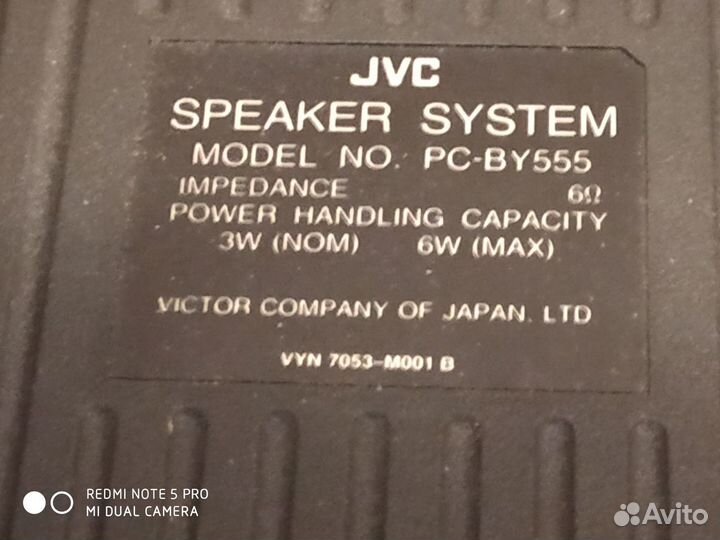 JVC
SPEAKER SYSTEM
MODEL NO. PC-BY555
IMPEDANCE 6Ω
POWER HANDLING CAPACITY
3W (NOM) 6W (MAX)
VICTOR COMPANY OF JAPAN. LTD
VYN 7053-M001 B
REDMI NOTE 5 PRO
MI DUAL CAMERA
Avito